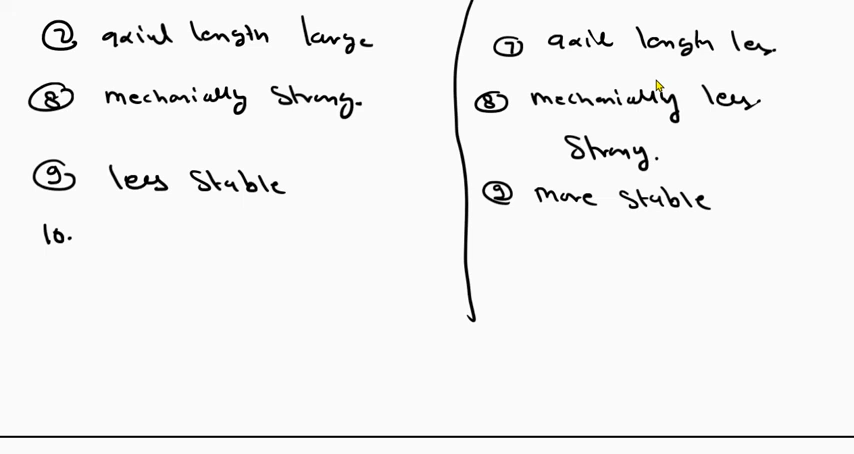 ⑦ axial length large
⑧ mechanically Strong.
⑨ less Stable
10.
⑦ axile length les
⑧ mechanically less
Strong.
⑨ more stable